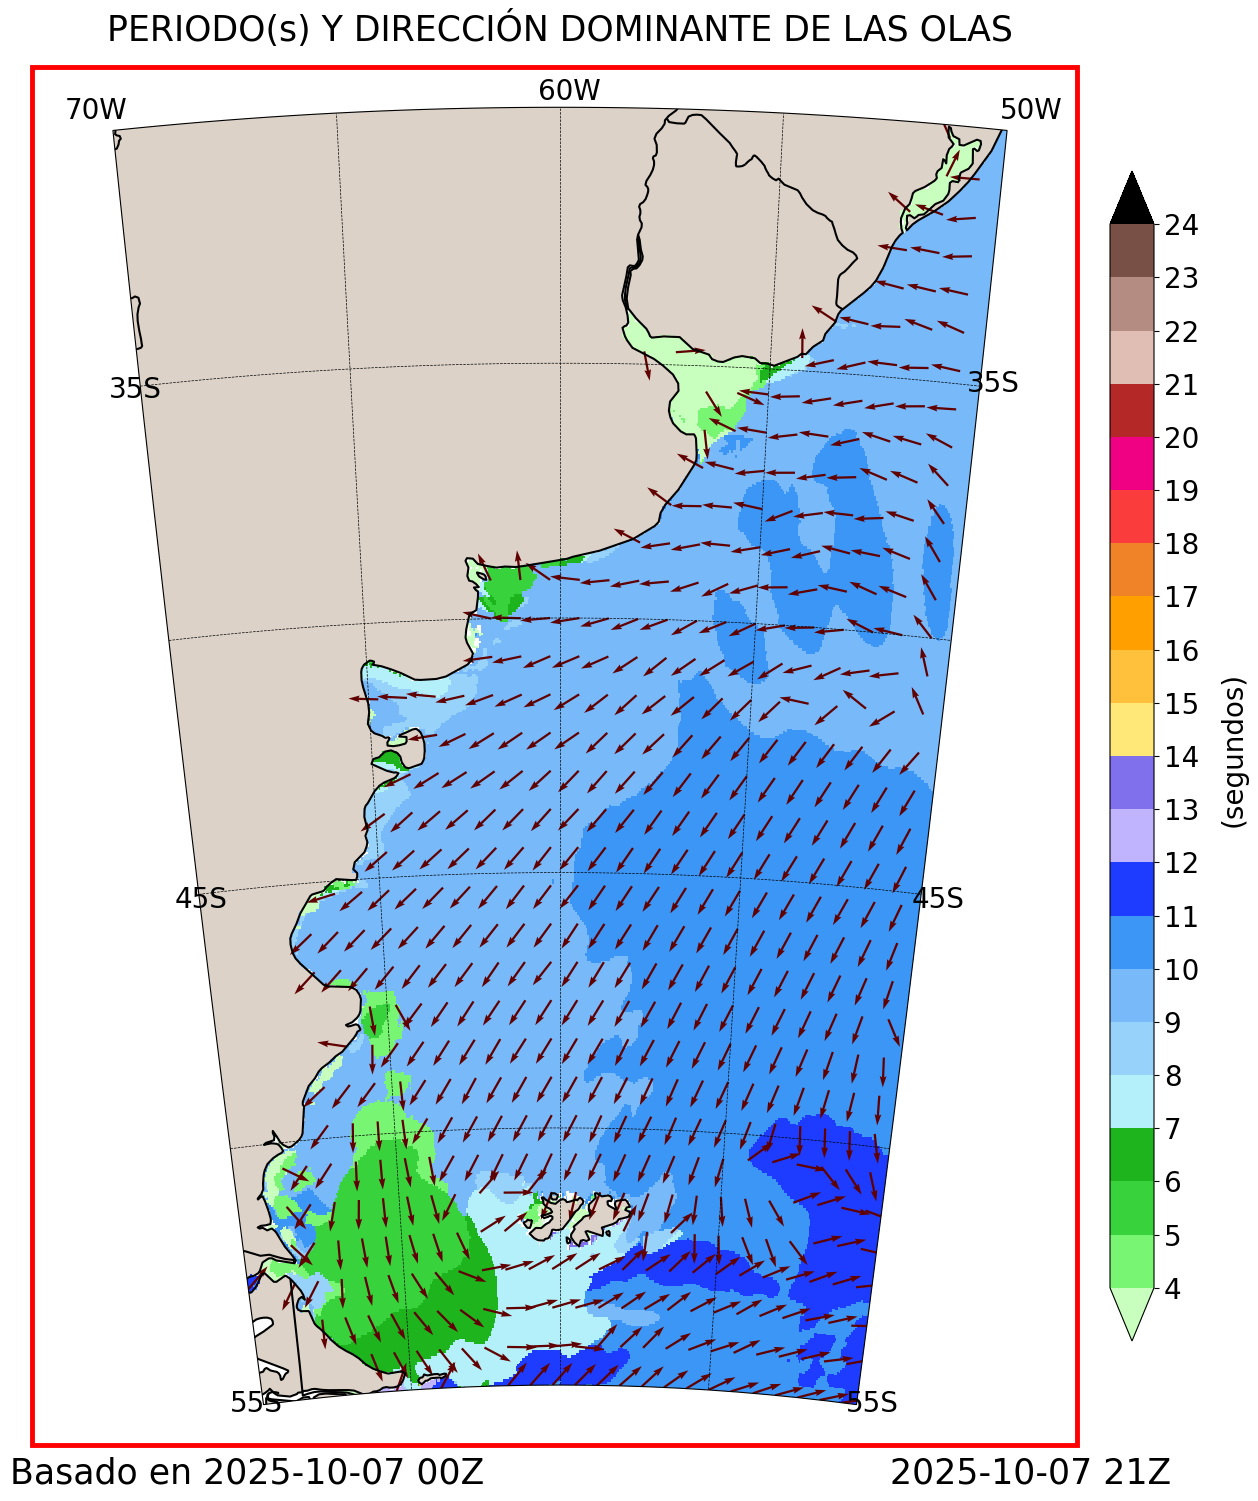 PERIODO(s) Y DIRECCIÓN DOMINANTE DE LAS OLAS
70W
60W
50W
35S
35S
45S
45S
55S
55S
24
23
22
21
20
19
18
17
16
15
14
13
12
11
10
9
8
7
6
5
4
(segundos)
Basado en 2025-10-07 00Z
2025-10-07 21Z